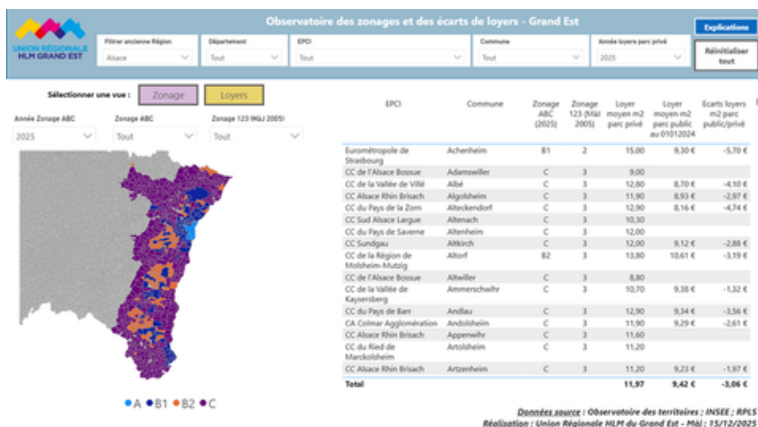 Observatoire des zonages et des écarts de loyers - Grand Est
Explications
UNION RÉGIONALE
HLM GRAND EST
Filtrer ancienne Région
Alsace
Département
Tout
EPCI
Tout
Commune
Tout
Année loyers parc privé
2025
Réinitialiser
tout
Sélectionner une vue :
Zonage
Loyers
Année Zonage ABC
2025
Zonage ABC
Tout
Zonage 123 (MàJ 2005)
Tout
EPCI Commune Zonage ABC (2025) Zonage 123 (MàJ 2005) Loyer moyen m2 parc privé Loyer moyen m2 parc public au 01012024 Ecarts loyers m2 parc public/privé
Eurométropole de Strasbourg Achenheim B1 2 15,00 9,30 € -5,70 €
CC de l'Alsace Bossue Adamswiller C 3 9,00
CC de la Vallée de Villé Albé C 3 12,80 8,70 € -4,10 €
CC Alsace Rhin Brisach Algolsheim C 3 11,90 8,93 € -2,97 €
CC du Pays de la Zorn Alteckendorf C 3 12,90 8,16 € -4,74 €
CC Sud Alsace Largue Altenach C 3 10,30
CC du Pays de Saverne Altenheim C 3 12,00
CC Sundgau Altkirch C 3 12,00 9,12 € -2,88 €
CC de la Région de Molsheim-Mutzig Altorf B2 3 13,80 10,61 € -3,19 €
CC de l'Alsace Bossue Altwiller C 3 8,80
CC de la Vallée de Kaysersberg Ammerschwihr C 3 10,70 9,38 € -1,32 €
CC du Pays de Barr Andlau C 3 12,90 9,34 € -3,56 €
CA Colmar Agglomération Andolsheim C 3 11,90 9,29 € -2,61 €
CC Alsace Rhin Brisach Appenwihr C 3 11,60
CC du Ried de Marckolsheim Artolsheim C 3 11,20
CC Alsace Rhin Brisach Artzenheim C 3 11,20 9,23 € -1,97 €
Total 11,97 9,42 € -3,06 €
A B1 B2 C
Données source : Observatoire des territoires ; INSEE ; RPLS
Réalisation : Union Régionale HLM du Grand Est - Màj : 15/12/2025